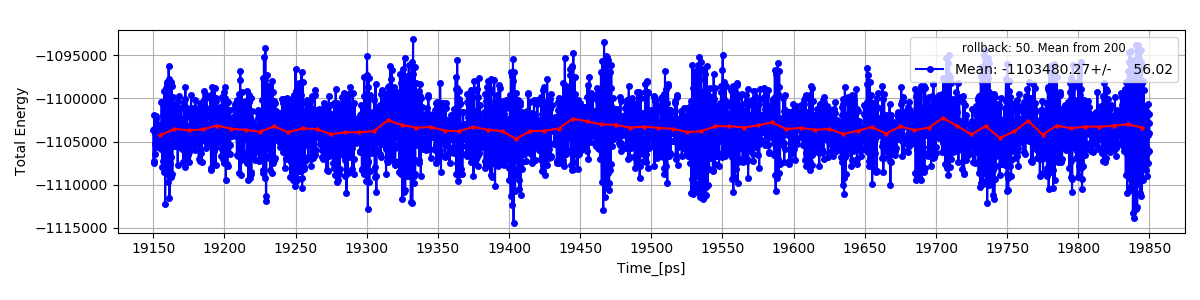 rollback: 50. Mean from 200
Mean: -1103480.27+/- 56.02
Total Energy
−1095000
−1100000
−1105000
−1110000
−1115000
19150 19200 19250 19300 19350 19400 19450 19500 19550 19600 19650 19700 19750 19800 19850
Time_[ps]